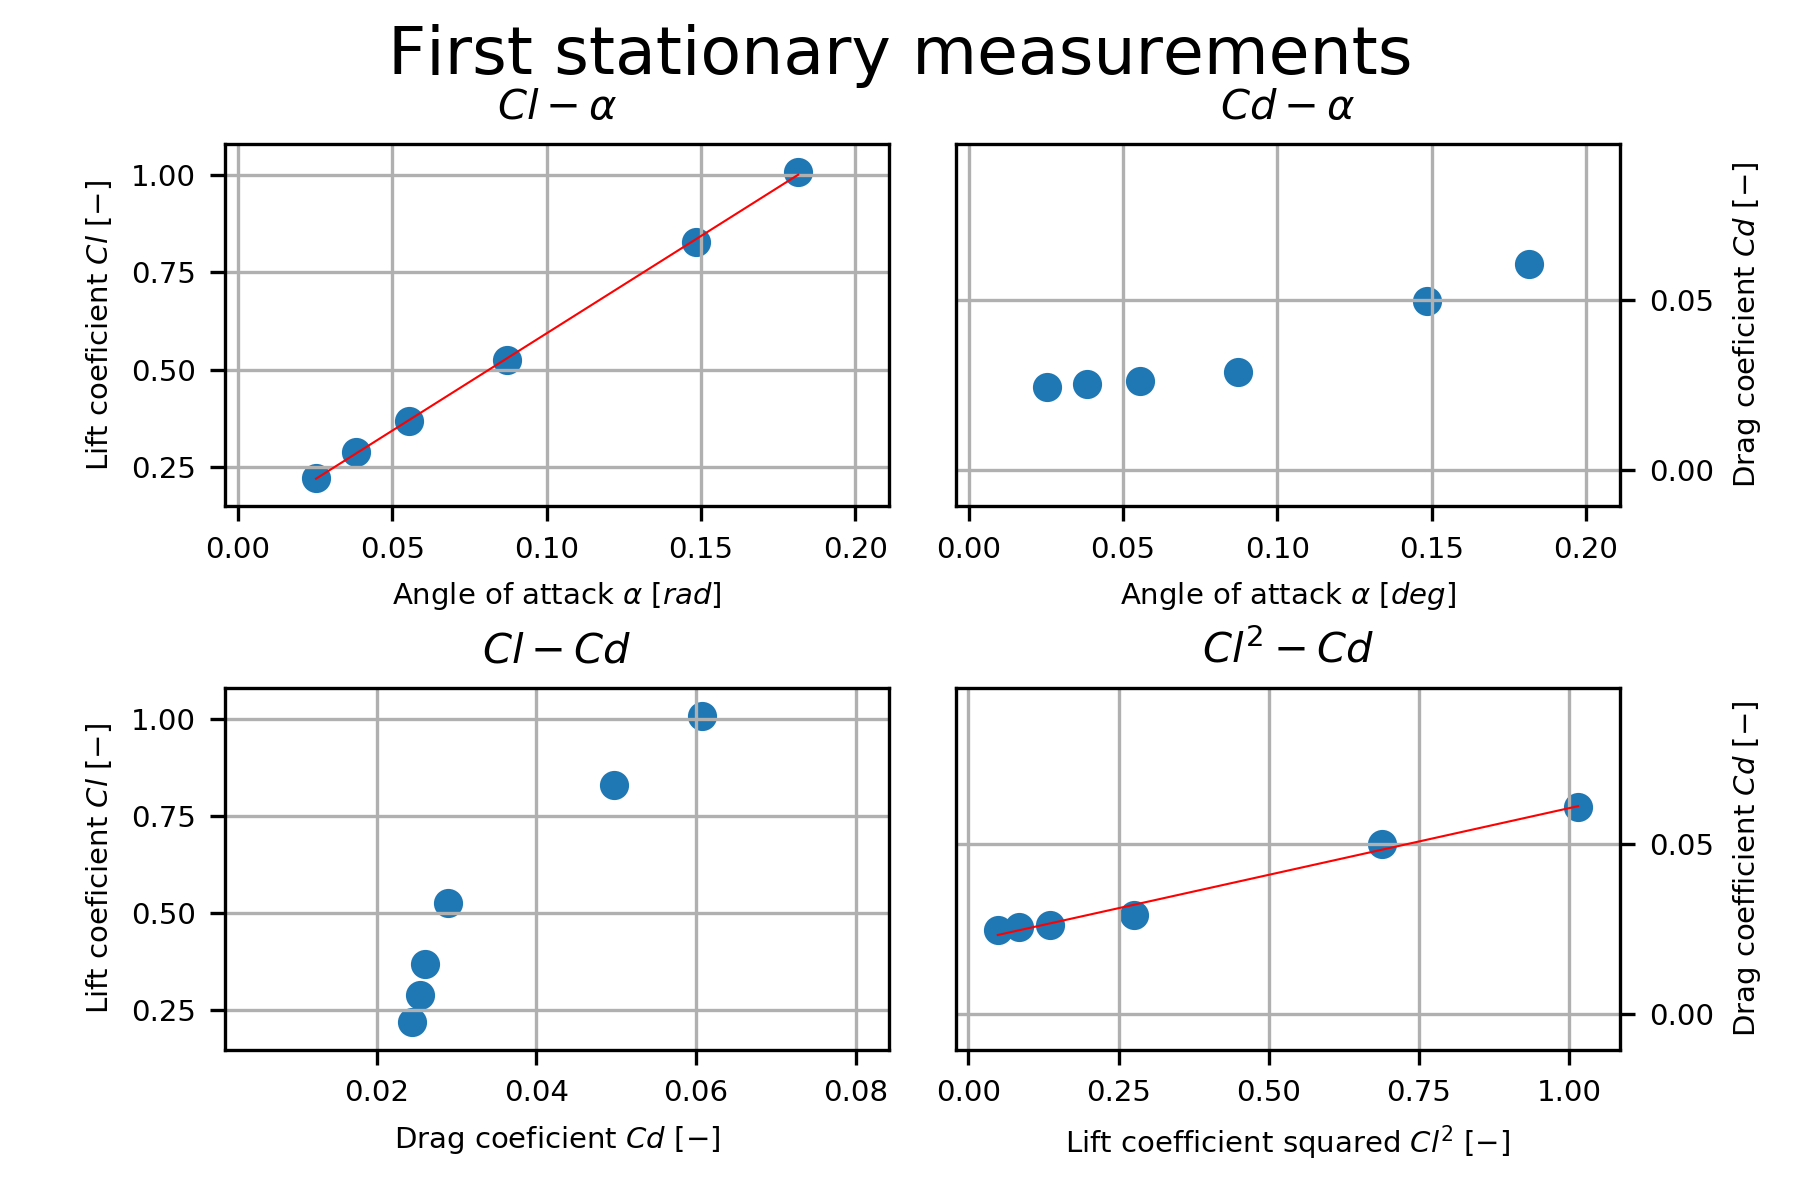 First stationary measurements
Cl − α
Lift coeficient Cl [−]
1.00
0.75
0.50
0.25
0.00 0.05 0.10 0.15 0.20
Angle of attack α [rad]
Cd − α
0.05
0.00
Drag coeficient Cd [−]
0.00 0.05 0.10 0.15 0.20
Angle of attack α [deg]
Cl − Cd
Lift coeficient Cl [−]
1.00
0.75
0.50
0.25
0.02 0.04 0.06 0.08
Drag coeficient Cd [−]
Cl² − Cd
0.05
0.00
Drag coefficient Cd [−]
0.00 0.25 0.50 0.75 1.00
Lift coefficient squared Cl² [−]